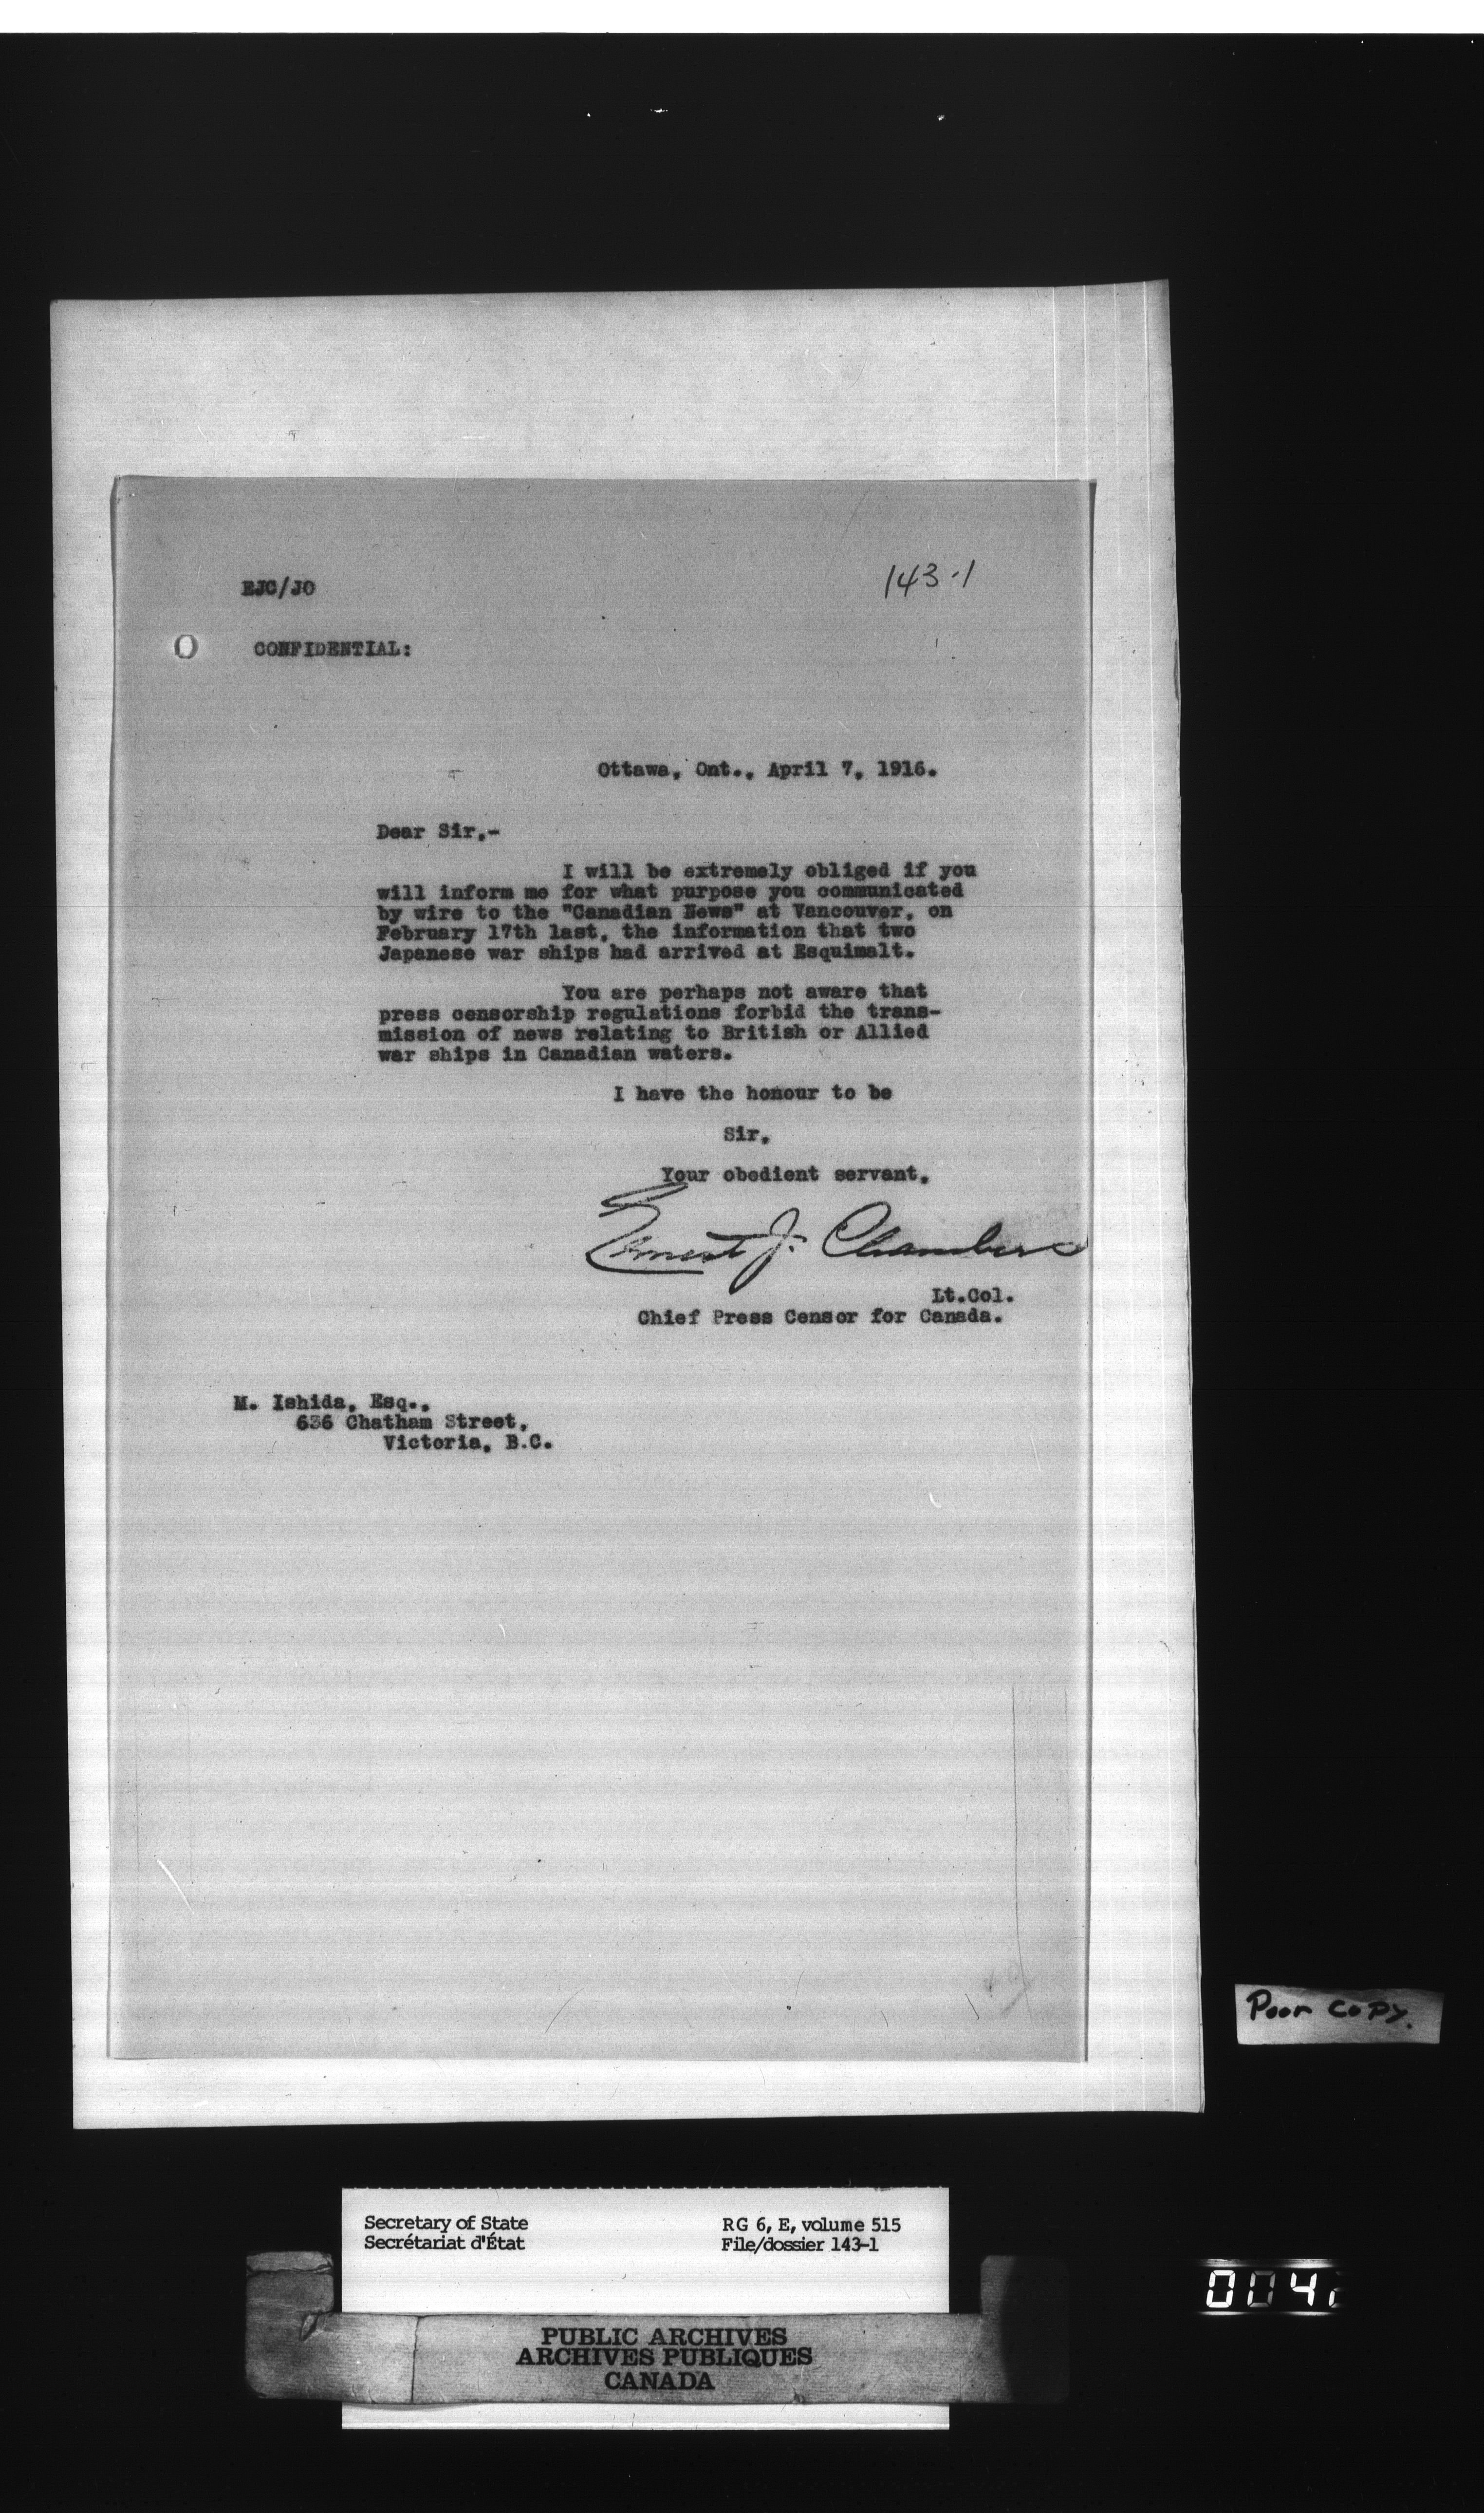 143-1
EJC/JO
CONFIDENTIAL:
Ottawa, Ont., April 7, 1916.
Dear Sir,-
I will be extremely obliged if you
will inform me for what purpose you communicated
by wire to the "Canadian News" at Vancouver, on
February 17th last, the information that two
Japanese war ships had arrived at Esquimalt.
You are perhaps not aware that
press censorship regulations forbid the trans-
mission of news relating to British or Allied
war ships in Canadian waters.
I have the honour to be
Sir,
Your obedient servant,
Ernest J. Chambers
Lt.Col.
Chief Press Censor for Canada.
M. Ishida, Esq.,
636 Chatham Street,
Victoria, B.C.
Poor Copy.
Secretary of State
Secrétariat d'État
RG 6, E, volume 515
File/dossier 143-1
PUBLIC ARCHIVES
ARCHIVES PUBLIQUES
CANADA
004